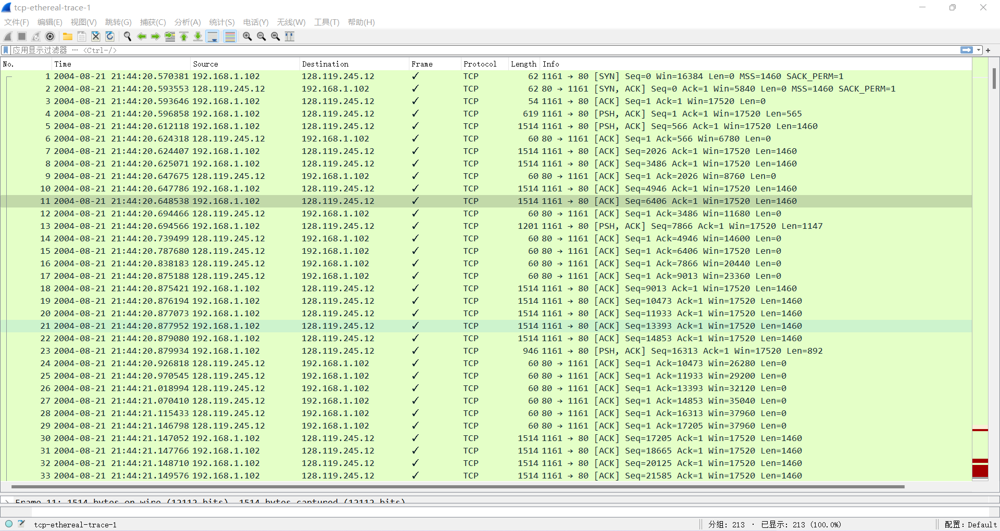 tcp-ethereal-trace-1
文件(F) 编辑(E) 视图(V) 跳转(G) 捕获(C) 分析(A) 统计(S) 电话(Y) 无线(W) 工具(T) 帮助(H)
应用显示过滤器 … <Ctrl-/>
No. Time Source Destination Frame Protocol Length Info
1 2004-08-21 21:44:20.570381 192.168.1.102 128.119.245.12 ✓ TCP 62 1161 → 80 [SYN] Seq=0 Win=16384 Len=0 MSS=1460 SACK_PERM=1
2 2004-08-21 21:44:20.593553 128.119.245.12 192.168.1.102 ✓ TCP 62 80 → 1161 [SYN, ACK] Seq=0 Ack=1 Win=5840 Len=0 MSS=1460 SACK_PERM=1
3 2004-08-21 21:44:20.593646 192.168.1.102 128.119.245.12 ✓ TCP 54 1161 → 80 [ACK] Seq=1 Ack=1 Win=17520 Len=0
4 2004-08-21 21:44:20.596858 192.168.1.102 128.119.245.12 ✓ TCP 619 1161 → 80 [PSH, ACK] Seq=1 Ack=1 Win=17520 Len=565
5 2004-08-21 21:44:20.612118 192.168.1.102 128.119.245.12 ✓ TCP 1514 1161 → 80 [PSH, ACK] Seq=566 Ack=1 Win=17520 Len=1460
6 2004-08-21 21:44:20.624318 128.119.245.12 192.168.1.102 ✓ TCP 60 80 → 1161 [ACK] Seq=1 Ack=566 Win=6780 Len=0
7 2004-08-21 21:44:20.624407 192.168.1.102 128.119.245.12 ✓ TCP 1514 1161 → 80 [ACK] Seq=2026 Ack=1 Win=17520 Len=1460
8 2004-08-21 21:44:20.625071 192.168.1.102 128.119.245.12 ✓ TCP 1514 1161 → 80 [ACK] Seq=3486 Ack=1 Win=17520 Len=1460
9 2004-08-21 21:44:20.647675 128.119.245.12 192.168.1.102 ✓ TCP 60 80 → 1161 [ACK] Seq=1 Ack=2026 Win=8760 Len=0
10 2004-08-21 21:44:20.647786 192.168.1.102 128.119.245.12 ✓ TCP 1514 1161 → 80 [ACK] Seq=4946 Ack=1 Win=17520 Len=1460
11 2004-08-21 21:44:20.648538 192.168.1.102 128.119.245.12 ✓ TCP 1514 1161 → 80 [ACK] Seq=6406 Ack=1 Win=17520 Len=1460
12 2004-08-21 21:44:20.694466 128.119.245.12 192.168.1.102 ✓ TCP 60 80 → 1161 [ACK] Seq=1 Ack=3486 Win=11680 Len=0
13 2004-08-21 21:44:20.694566 192.168.1.102 128.119.245.12 ✓ TCP 1201 1161 → 80 [PSH, ACK] Seq=7866 Ack=1 Win=17520 Len=1147
14 2004-08-21 21:44:20.739499 128.119.245.12 192.168.1.102 ✓ TCP 60 80 → 1161 [ACK] Seq=1 Ack=4946 Win=14600 Len=0
15 2004-08-21 21:44:20.787680 128.119.245.12 192.168.1.102 ✓ TCP 60 80 → 1161 [ACK] Seq=1 Ack=6406 Win=17520 Len=0
16 2004-08-21 21:44:20.838183 128.119.245.12 192.168.1.102 ✓ TCP 60 80 → 1161 [ACK] Seq=1 Ack=7866 Win=20440 Len=0
17 2004-08-21 21:44:20.875188 128.119.245.12 192.168.1.102 ✓ TCP 60 80 → 1161 [ACK] Seq=1 Ack=9013 Win=23360 Len=0
18 2004-08-21 21:44:20.875421 192.168.1.102 128.119.245.12 ✓ TCP 1514 1161 → 80 [ACK] Seq=9013 Ack=1 Win=17520 Len=1460
19 2004-08-21 21:44:20.876194 192.168.1.102 128.119.245.12 ✓ TCP 1514 1161 → 80 [ACK] Seq=10473 Ack=1 Win=17520 Len=1460
20 2004-08-21 21:44:20.877073 192.168.1.102 128.119.245.12 ✓ TCP 1514 1161 → 80 [ACK] Seq=11933 Ack=1 Win=17520 Len=1460
21 2004-08-21 21:44:20.877952 192.168.1.102 128.119.245.12 ✓ TCP 1514 1161 → 80 [ACK] Seq=13393 Ack=1 Win=17520 Len=1460
22 2004-08-21 21:44:20.879080 192.168.1.102 128.119.245.12 ✓ TCP 1514 1161 → 80 [ACK] Seq=14853 Ack=1 Win=17520 Len=1460
23 2004-08-21 21:44:20.879934 192.168.1.102 128.119.245.12 ✓ TCP 946 1161 → 80 [PSH, ACK] Seq=16313 Ack=1 Win=17520 Len=892
24 2004-08-21 21:44:20.926818 128.119.245.12 192.168.1.102 ✓ TCP 60 80 → 1161 [ACK] Seq=1 Ack=10473 Win=26280 Len=0
25 2004-08-21 21:44:20.970545 128.119.245.12 192.168.1.102 ✓ TCP 60 80 → 1161 [ACK] Seq=1 Ack=11933 Win=29200 Len=0
26 2004-08-21 21:44:21.018994 128.119.245.12 192.168.1.102 ✓ TCP 60 80 → 1161 [ACK] Seq=1 Ack=13393 Win=32120 Len=0
27 2004-08-21 21:44:21.070410 128.119.245.12 192.168.1.102 ✓ TCP 60 80 → 1161 [ACK] Seq=1 Ack=14853 Win=35040 Len=0
28 2004-08-21 21:44:21.115433 128.119.245.12 192.168.1.102 ✓ TCP 60 80 → 1161 [ACK] Seq=1 Ack=16313 Win=37960 Len=0
29 2004-08-21 21:44:21.146798 128.119.245.12 192.168.1.102 ✓ TCP 60 80 → 1161 [ACK] Seq=1 Ack=17205 Win=37960 Len=0
30 2004-08-21 21:44:21.147052 192.168.1.102 128.119.245.12 ✓ TCP 1514 1161 → 80 [ACK] Seq=17205 Ack=1 Win=17520 Len=1460
31 2004-08-21 21:44:21.147766 192.168.1.102 128.119.245.12 ✓ TCP 1514 1161 → 80 [ACK] Seq=18665 Ack=1 Win=17520 Len=1460
32 2004-08-21 21:44:21.148710 192.168.1.102 128.119.245.12 ✓ TCP 1514 1161 → 80 [ACK] Seq=20125 Ack=1 Win=17520 Len=1460
33 2004-08-21 21:44:21.149576 192.168.1.102 128.119.245.12 ✓ TCP 1514 1161 → 80 [ACK] Seq=21585 Ack=1 Win=17520 Len=1460
Frame 11: 1514 bytes on wire (12112 bits), 1514 bytes captured (12112 bits)
tcp-ethereal-trace-1 分组: 213 · 已显示: 213 (100.0%) 配置: Default